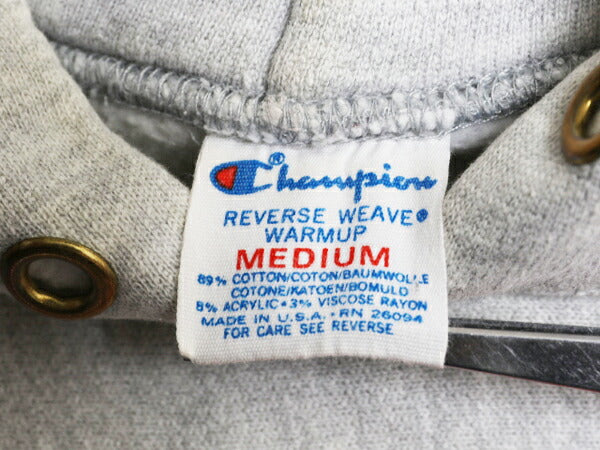 Champion®
REVERSE WEAVE®
WARMUP
MEDIUM
89% COTTON/COTON/BAUMWOLLE
COTONE/KATOEN/BOMULD
8% ACRYLIC • 3% VISCOSE RAYON
MADE IN U.S.A. • RN 26094
FOR CARE SEE REVERSE